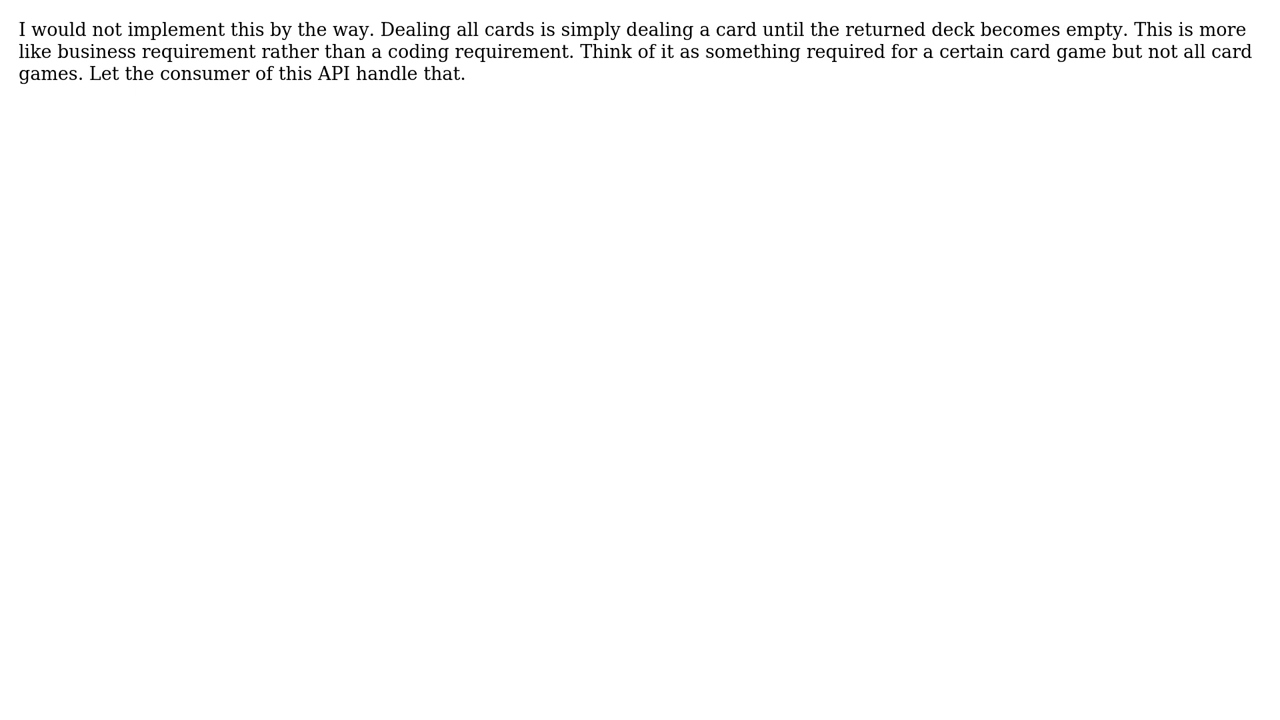 I would not implement this by the way. Dealing all cards is simply dealing a card until the returned deck becomes empty. This is more
like business requirement rather than a coding requirement. Think of it as something required for a certain card game but not all card
games. Let the consumer of this API handle that.